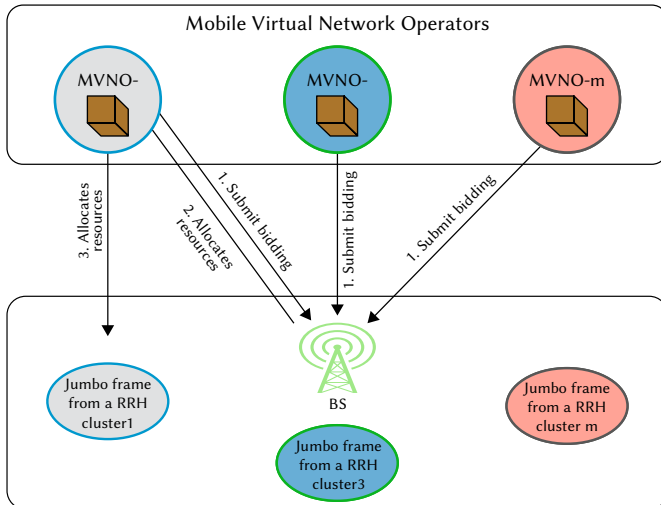 Mobile Virtual Network Operators
MVNO-
MVNO-
MVNO-m
3. Allocates
resources
2. Allocates
resources
1. Submit bidding
1. Submit bidding
1. Submit bidding
BS
Jumbo frame
from a RRH
cluster1
Jumbo frame
from a RRH
cluster3
Jumbo frame
from a RRH
cluster m